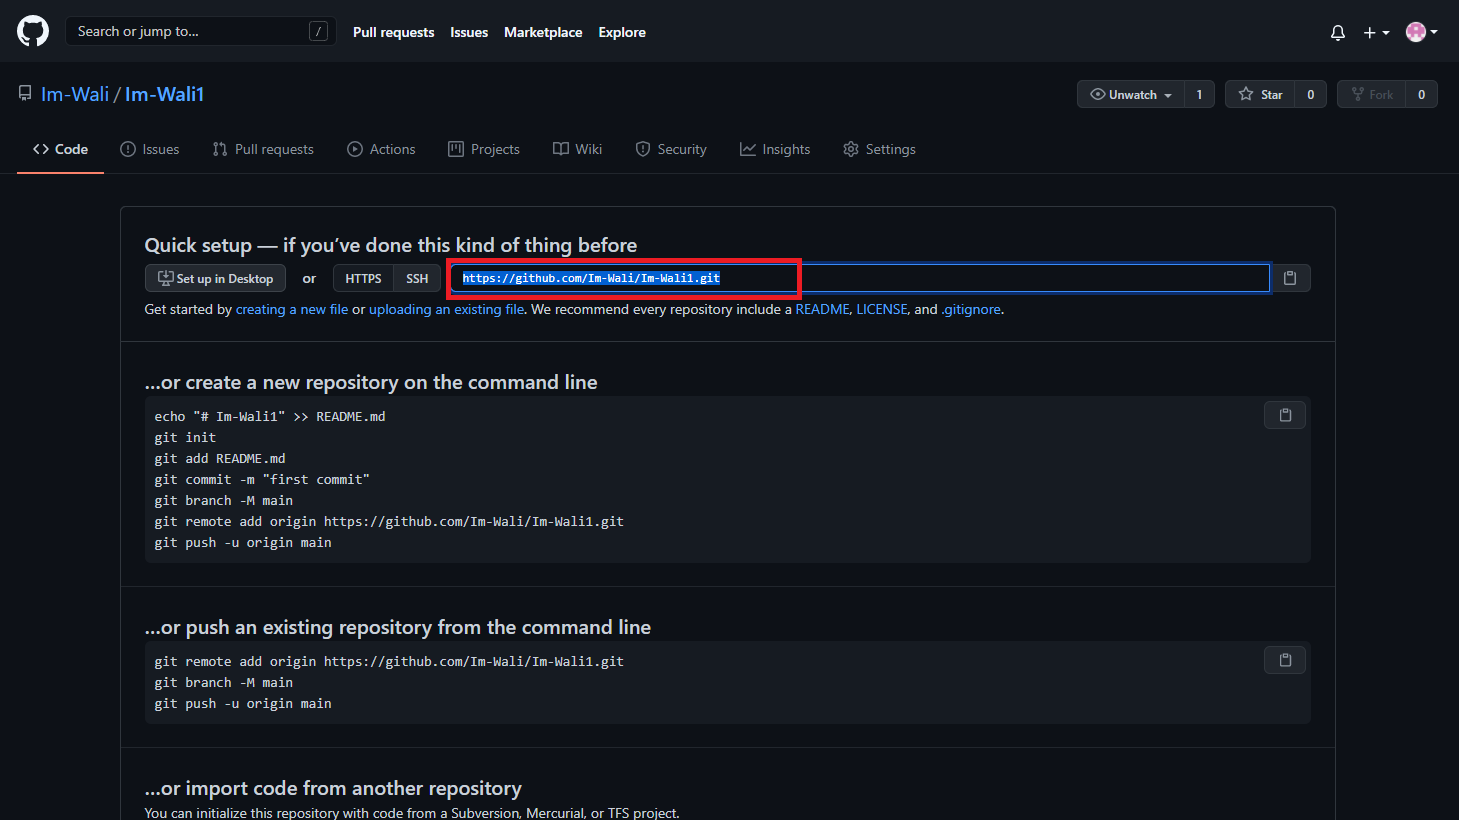 Search or jump to... / Pull requests Issues Marketplace Explore
Im-Wali / Im-Wali1 Unwatch 1 Star 0 Fork 0
Code Issues Pull requests Actions Projects Wiki Security Insights Settings
Quick setup — if you've done this kind of thing before
Set up in Desktop or HTTPS SSH https://github.com/Im-Wali/Im-Wali1.git
Get started by creating a new file or uploading an existing file. We recommend every repository include a README, LICENSE, and .gitignore.
...or create a new repository on the command line
echo "# Im-Wali1" >> README.md
git init
git add README.md
git commit -m "first commit"
git branch -M main
git remote add origin https://github.com/Im-Wali/Im-Wali1.git
git push -u origin main
...or push an existing repository from the command line
git remote add origin https://github.com/Im-Wali/Im-Wali1.git
git branch -M main
git push -u origin main
...or import code from another repository
You can initialize this repository with code from a Subversion, Mercurial, or TFS project.